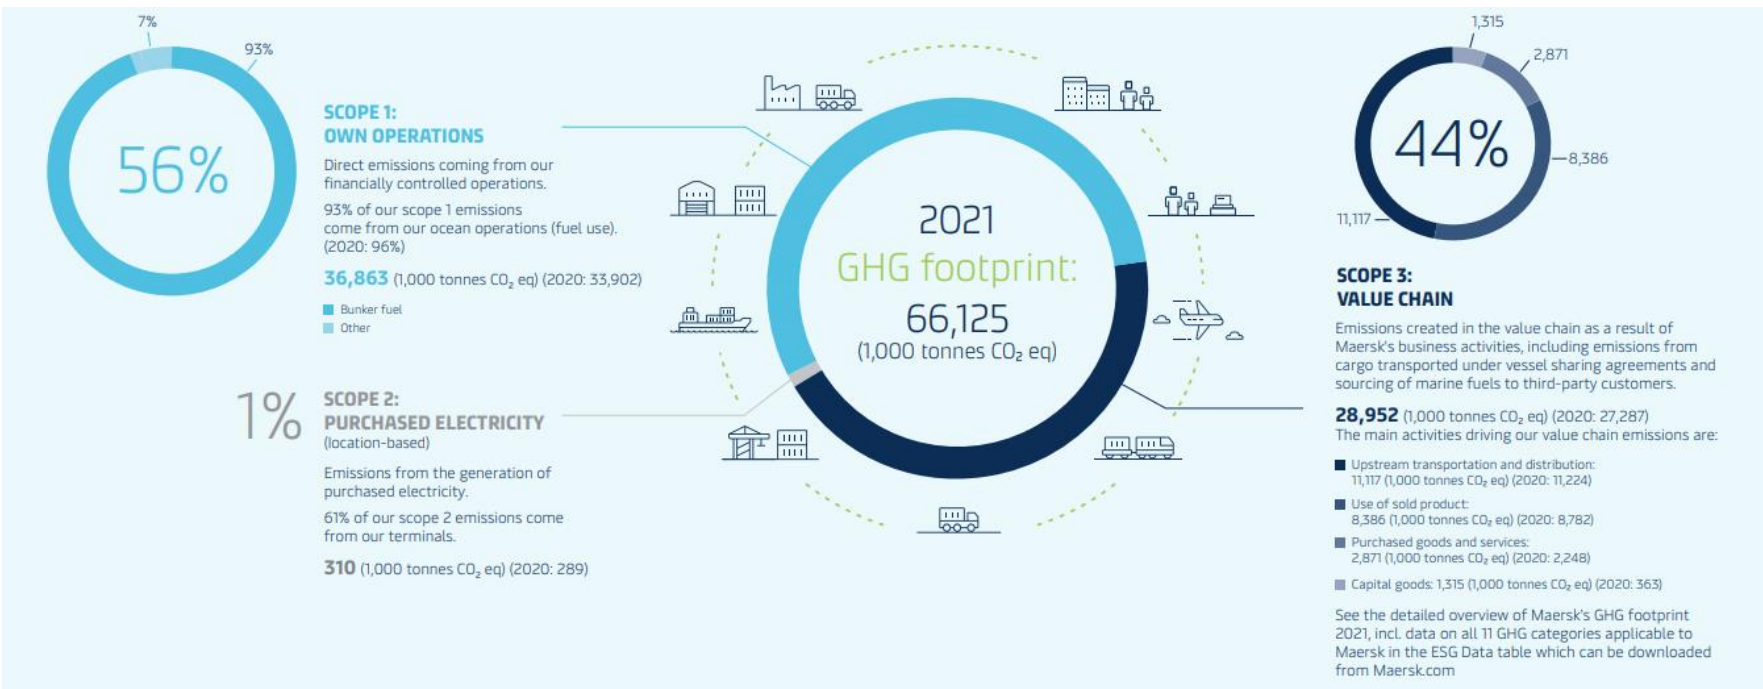 7%
93%
56%
SCOPE 1:
OWN OPERATIONS
Direct emissions coming from our
financially controlled operations.
93% of our scope 1 emissions
come from our ocean operations (fuel use).
(2020: 96%)
36,863 (1,000 tonnes CO₂ eq) (2020: 33,902)
Bunker fuel
Other
1%
SCOPE 2:
PURCHASED ELECTRICITY
(location-based)
Emissions from the generation of
purchased electricity.
61% of our scope 2 emissions come
from our terminals.
310 (1,000 tonnes CO₂ eq) (2020: 289)
2021
GHG footprint:
66,125
(1,000 tonnes CO₂ eq)
1,315
2,871
44%
8,386
11,117
SCOPE 3:
VALUE CHAIN
Emissions created in the value chain as a result of
Maersk's business activities, including emissions from
cargo transported under vessel sharing agreements and
sourcing of marine fuels to third-party customers.
28,952 (1,000 tonnes CO₂ eq) (2020: 27,287)
The main activities driving our value chain emissions are:
Upstream transportation and distribution:
11,117 (1,000 tonnes CO₂ eq) (2020: 11,224)
Use of sold product:
8,386 (1,000 tonnes CO₂ eq) (2020: 8,782)
Purchased goods and services:
2,871 (1,000 tonnes CO₂ eq) (2020: 2,248)
Capital goods: 1,315 (1,000 tonnes CO₂ eq) (2020: 363)
See the detailed overview of Maersk's GHG footprint
2021, incl. data on all 11 GHG categories applicable to
Maersk in the ESG Data table which can be downloaded
from Maersk.com